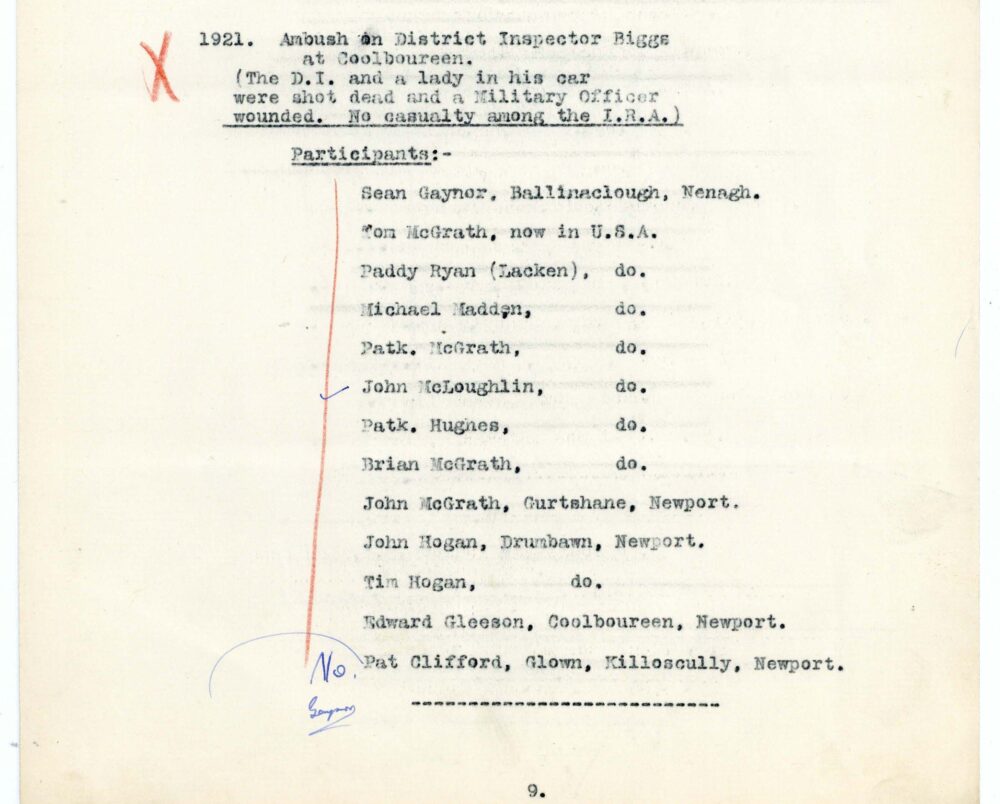 1921. Ambush on District Inspector Biggs
at Coolboureen.
(The D.I. and a lady in his car
were shot dead and a Military Officer
wounded. No casualty among the I.R.A.)
Participants:-
Sean Gaynor, Ballinaclough, Nenagh.
Tom McGrath, now in U.S.A.
Paddy Ryan (Lacken), do.
Michael Madden, do.
Patk. McGrath, do.
John McLoughlin, do.
Patk. Hughes, do.
Brian McGrath, do.
John McGrath, Gurtshane, Newport.
John Hogan, Drumbawn, Newport.
Tim Hogan, do.
Edward Gleeson, Coolboureen, Newport.
No. Pat Clifford, Glown, Killoscully, Newport.
9.